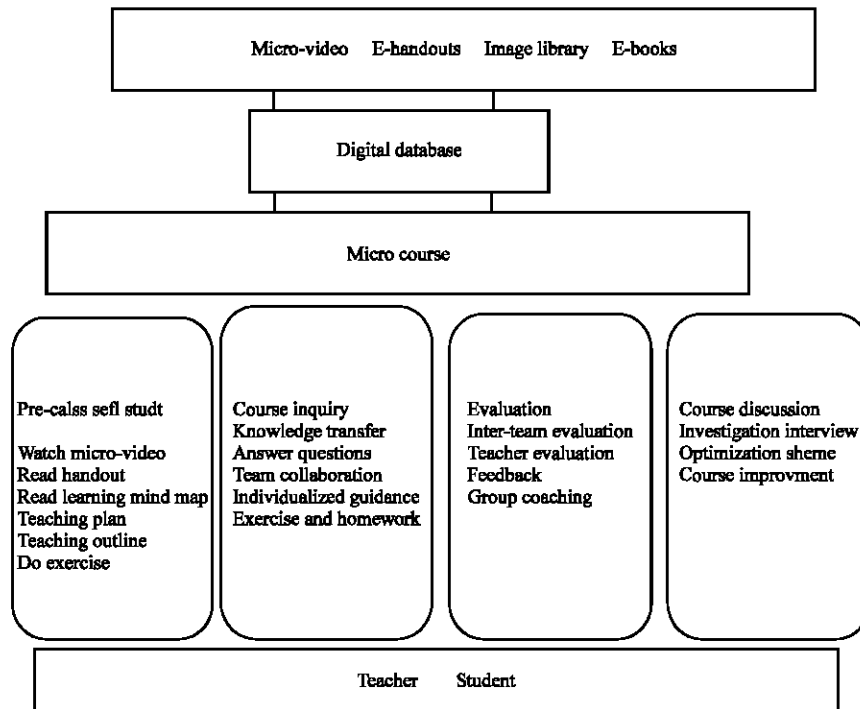 Micro-video E-handouts Image library E-books
Digital database
Micro course
Pre-calss sefl studt
Watch micro-video
Read handout
Read learning mind map
Teaching plan
Teaching outline
Do exercise
Course inquiry
Knowledge transfer
Answer questions
Team collaboration
Individualized guidance
Exercise and homework
Evaluation
Inter-team evaluation
Teacher evaluation
Feedback
Group coaching
Course discussion
Investigation interview
Optimization sheme
Course improvment
Teacher Student